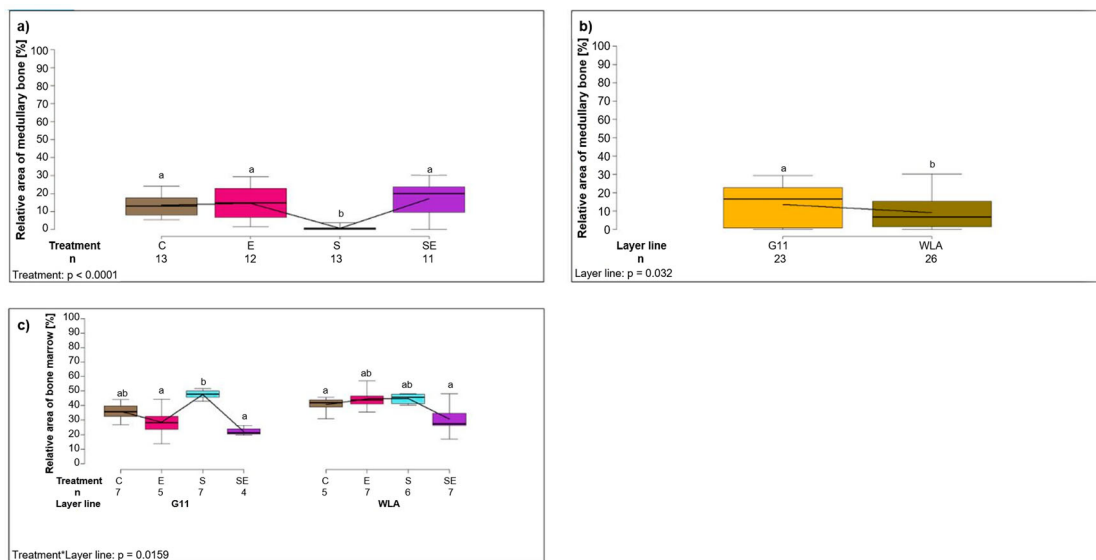 a)
Relative area of medullary bone [%]
100
90
80
70
60
50
40
30
20
10
0
a a b a
Treatment C E S SE
n 13 12 13 11
Treatment: p < 0.0001
b)
Relative area of medullary bone [%]
100
90
80
70
60
50
40
30
20
10
0
a b
Layer line G11 WLA
n 23 26
Layer line: p = 0.032
c)
Relative area of bone marrow [%]
100
90
80
70
60
50
40
30
20
10
0
ab a b a a ab ab a
Treatment C E S SE C E S SE
n 7 5 7 4 5 7 6 7
Layer line G11 WLA
Treatment*Layer line: p = 0.0159